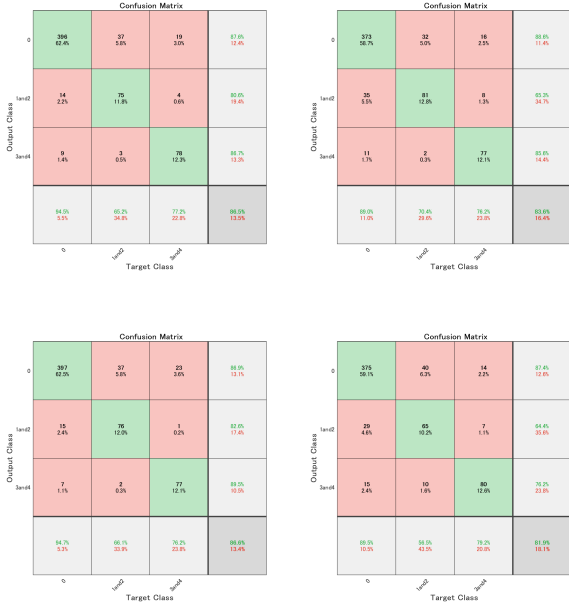 Confusion Matrix
Output Class
0
396 37 19 87.6%
62.4% 5.8% 3.0% 12.4%
1and2
14 75 4 80.6%
2.2% 11.8% 0.6% 19.4%
3and4
9 3 78 86.7%
1.4% 0.5% 12.3% 13.3%
94.5% 65.2% 77.2% 86.5%
5.5% 34.8% 22.8% 13.5%
0 1and2 3and4
Target Class
Confusion Matrix
Output Class
0
373 32 16 88.6%
58.7% 5.0% 2.5% 11.4%
1and2
35 81 8 65.3%
5.5% 12.8% 1.3% 34.7%
3and4
11 2 77 85.6%
1.7% 0.3% 12.1% 14.4%
89.0% 70.4% 76.2% 83.6%
11.0% 29.6% 23.8% 16.4%
0 1and2 3and4
Target Class
Confusion Matrix
Output Class
0
397 37 23 86.9%
62.5% 5.8% 3.6% 13.1%
1and2
15 76 1 82.6%
2.4% 12.0% 0.2% 17.4%
3and4
7 2 77 89.5%
1.1% 0.3% 12.1% 10.5%
94.7% 66.1% 76.2% 86.6%
5.3% 33.9% 23.8% 13.4%
0 1and2 3and4
Target Class
Confusion Matrix
Output Class
0
375 40 14 87.4%
59.1% 6.3% 2.2% 12.6%
1and2
29 65 7 64.4%
4.6% 10.2% 1.1% 35.6%
3and4
15 10 80 76.2%
2.4% 1.6% 12.6% 23.8%
89.5% 56.5% 79.2% 81.9%
10.5% 43.5% 20.8% 18.1%
0 1and2 3and4
Target Class